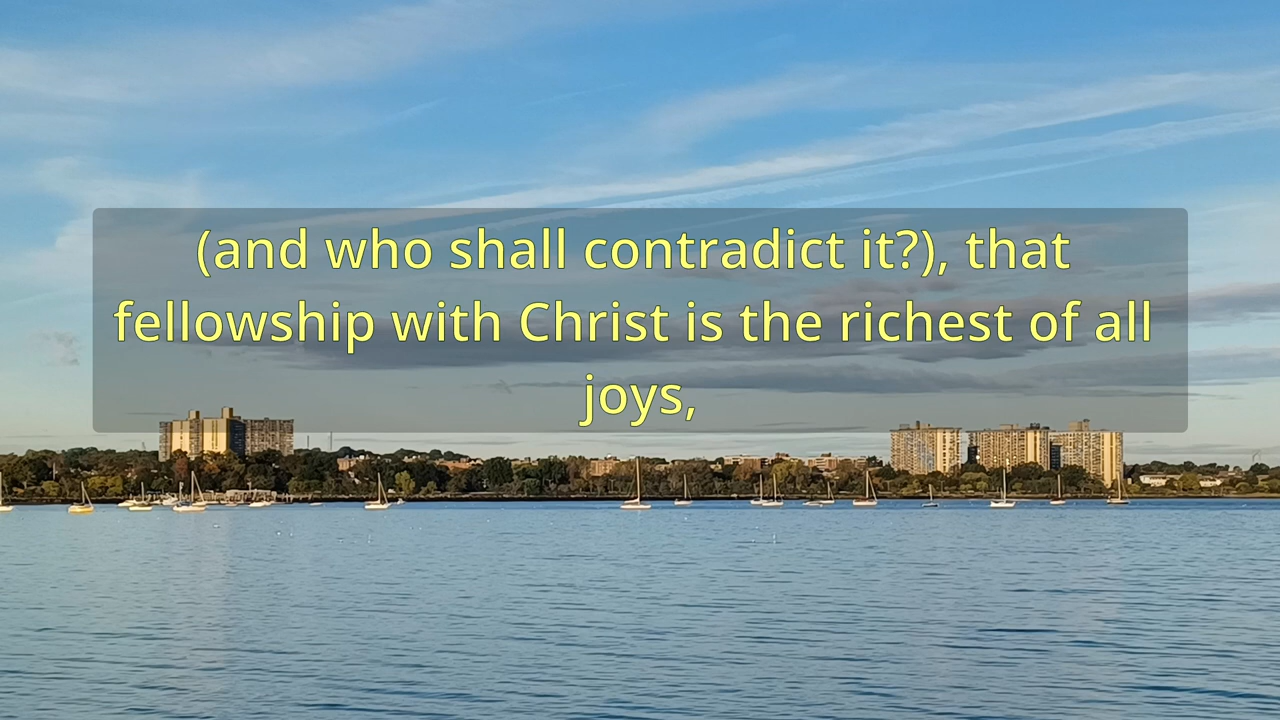 (and who shall contradict it?), that
fellowship with Christ is the richest of all
joys,